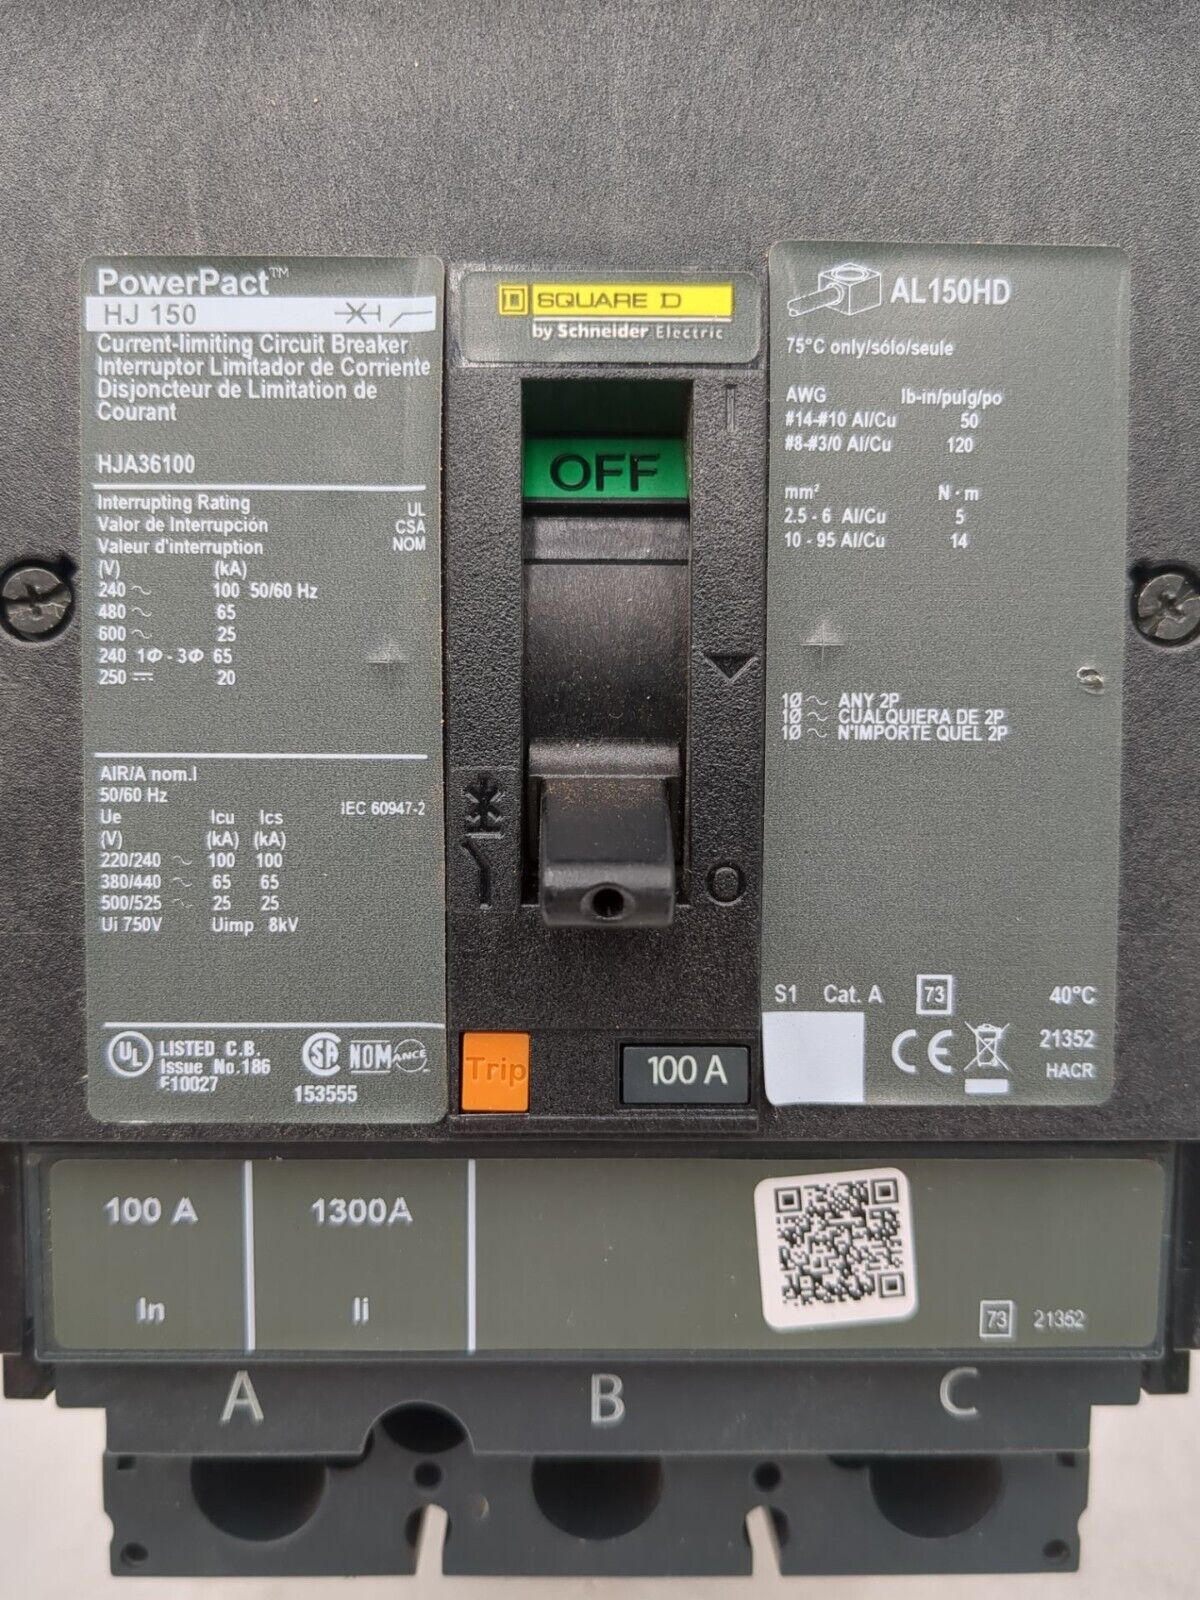 PowerPact™
HJ 150
Current-limiting Circuit Breaker
Interruptor Limitador de Corriente
Disjoncteur de Limitation de
Courant
HJA36100
Interrupting Rating UL
Valor de Interrupción CSA
Valeur d'interruption NOM
(V) (kA)
240 ~ 100 50/60 Hz
480 ~ 65
600 ~ 25
240 1Φ - 3Φ 65
250 ⎓ 20
AIR/A nom.I
50/60 Hz
IEC 60947-2
Ue Icu Ics
(V) (kA) (kA)
220/240 ~ 100 100
380/440 ~ 65 65
500/525 ~ 25 25
Ui 750V Uimp 8kV
UL LISTED C.B.
Issue No.186
E10027
SA NOM ANCE
153555
SQUARE D
by Schneider Electric
I
OFF
O
Trip
100 A
AL150HD
75°C only/sólo/seule
AWG lb-in/pulg/po
#14-#10 Al/Cu 50
#8-#3/0 Al/Cu 120
mm² N·m
2.5 - 6 Al/Cu 5
10 - 95 Al/Cu 14
1Ø ~ ANY 2P
1Ø ~ CUALQUIERA DE 2P
1Ø ~ N'IMPORTE QUEL 2P
S1 Cat. A 73 40°C
CE 21352
HACR
100 A 1300A
In Ii
73 21352
A B C